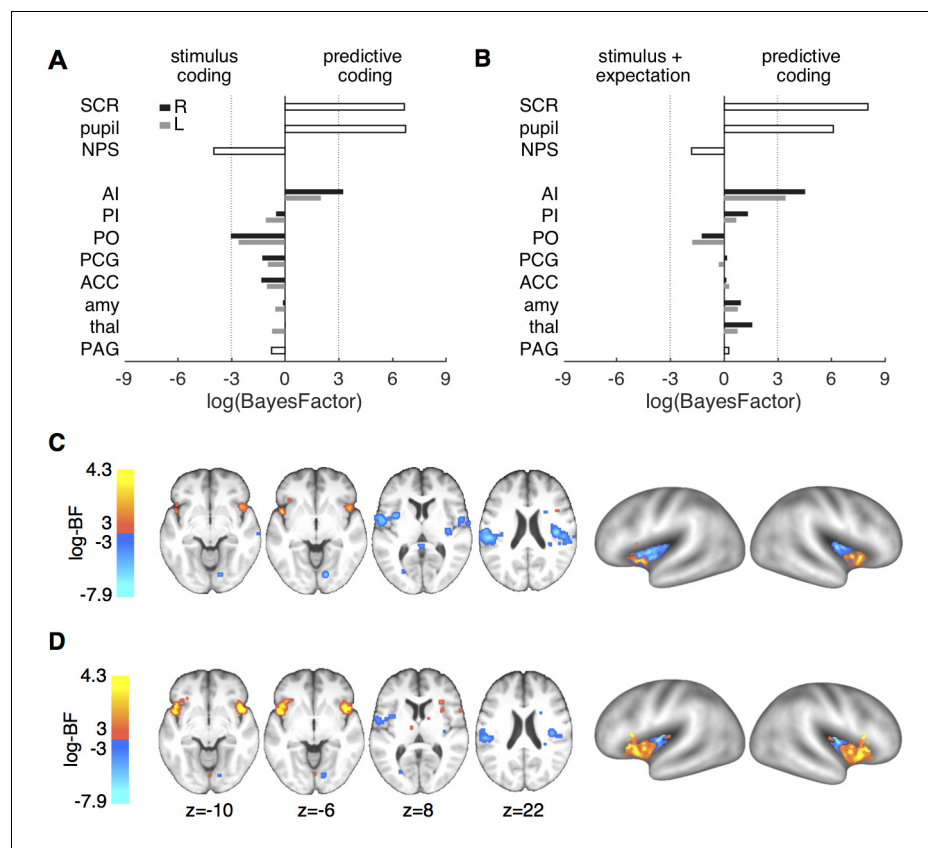 A
stimulus
coding
predictive
coding
R
L
SCR
pupil
NPS
AI
PI
PO
PCG
ACC
amy
thal
PAG
-9 -6 -3 0 3 6 9
log(BayesFactor)
B
stimulus +
expectation
predictive
coding
SCR
pupil
NPS
AI
PI
PO
PCG
ACC
amy
thal
PAG
-9 -6 -3 0 3 6 9
log(BayesFactor)
C
log-BF
4.3
3
-3
-7.9
D
log-BF
4.3
3
-3
-7.9
z=-10 z=-6 z=8 z=22